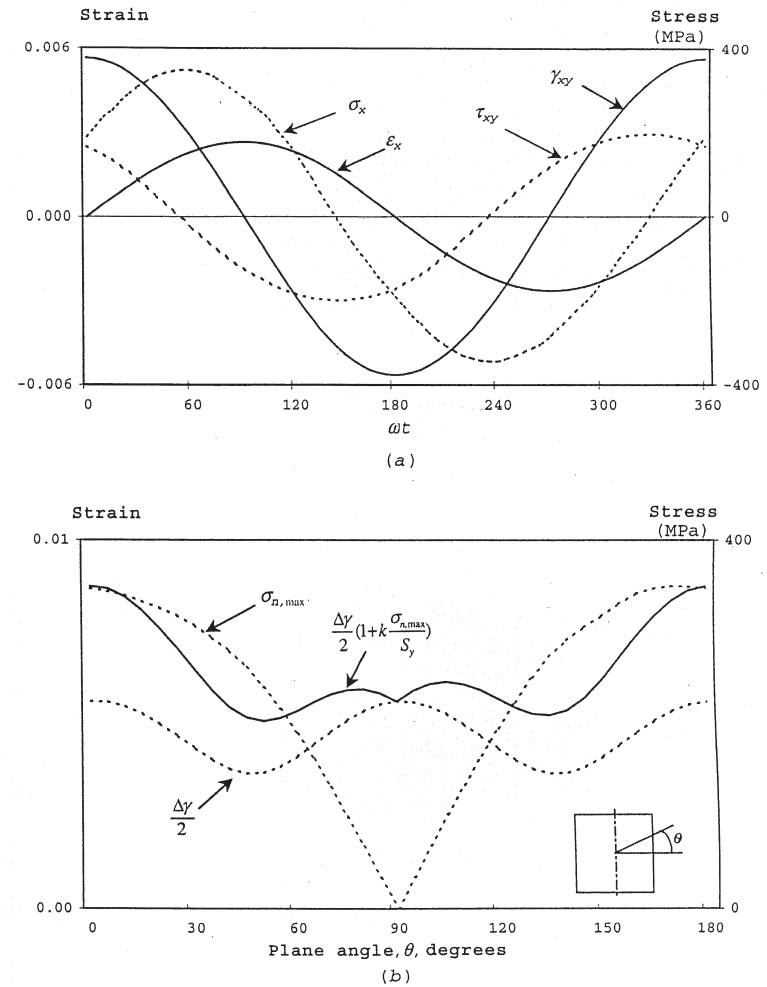 Strain Stress
(MPa)
0.006 400
γxy
σx
τxy
εx
0.000 0
-0.006 -400
0 60 120 180 240 300 360
ωt
(a)
Strain Stress
(MPa)
0.01 400
σn,max
Δγ/2 (1+k σn,max/Sy)
Δγ/2
θ
0.00 0
0 30 60 90 120 150 180
Plane angle, θ, degrees
(b)